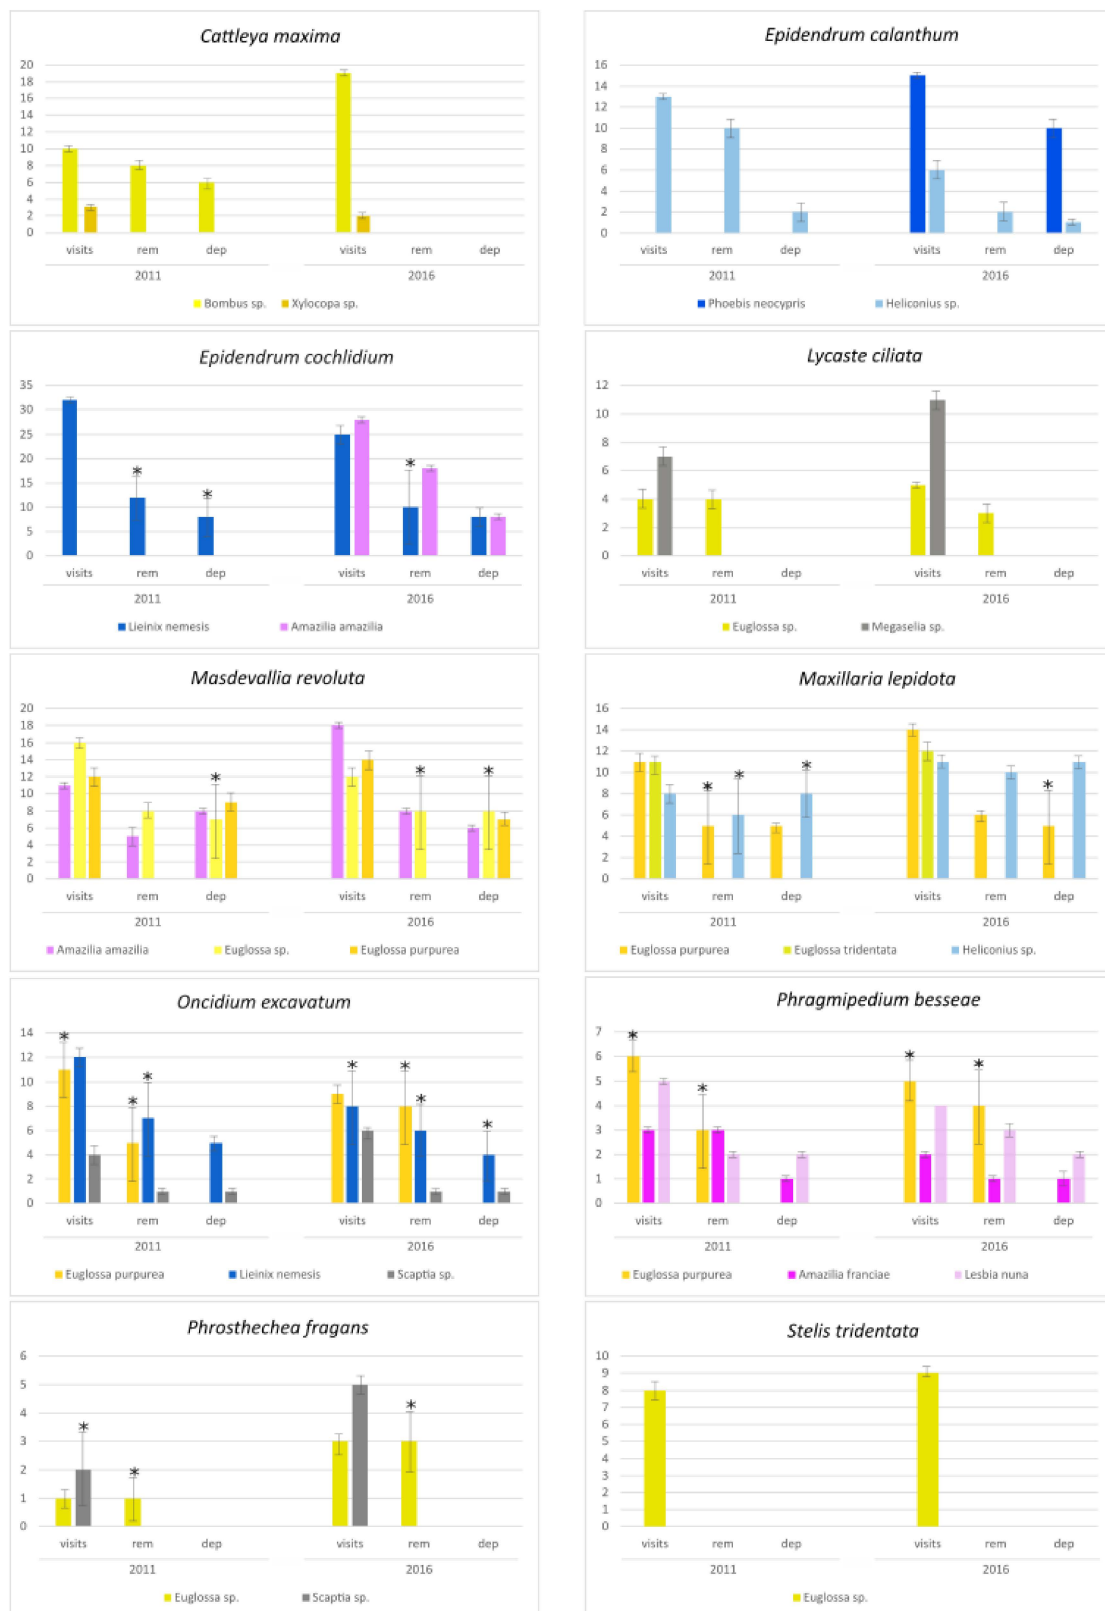 Cattleya maxima
20
18
16
14
12
10
8
6
4
2
0
visits rem dep visits rem dep
2011 2016
Bombus sp. Xylocopa sp.
Epidendrum calanthum
16
14
12
10
8
6
4
2
0
visits rem dep visits rem dep
2011 2016
Phoebis neocypris Heliconius sp.
Epidendrum cochlidium
35
30
25
20
15
10
5
0
* * *
visits rem dep visits rem dep
2011 2016
Lieinix nemesis Amazilia amazilia
Lycaste ciliata
12
10
8
6
4
2
0
visits rem dep visits rem dep
2011 2016
Euglossa sp. Megaselia sp.
Masdevallia revoluta
20
18
16
14
12
10
8
6
4
2
0
* * *
visits rem dep visits rem dep
2011 2016
Amazilia amazilia Euglossa sp. Euglossa purpurea
Maxillaria lepidota
16
14
12
10
8
6
4
2
0
* * * *
visits rem dep visits rem dep
2011 2016
Euglossa purpurea Euglossa tridentata Heliconius sp.
Oncidium excavatum
14
12
10
8
6
4
2
0
* * * * * * *
visits rem dep visits rem dep
2011 2016
Euglossa purpurea Lieinix nemesis Scaptia sp.
Phragmipedium besseae
7
6
5
4
3
2
1
0
* * * *
visits rem dep visits rem dep
2011 2016
Euglossa purpurea Amazilia franciae Lesbia nuna
Phrosthechea fragans
6
5
4
3
2
1
0
* * *
visits rem dep visits rem dep
2011 2016
Euglossa sp. Scaptia sp.
Stelis tridentata
10
9
8
7
6
5
4
3
2
1
0
visits rem dep visits rem dep
2011 2016
Euglossa sp.